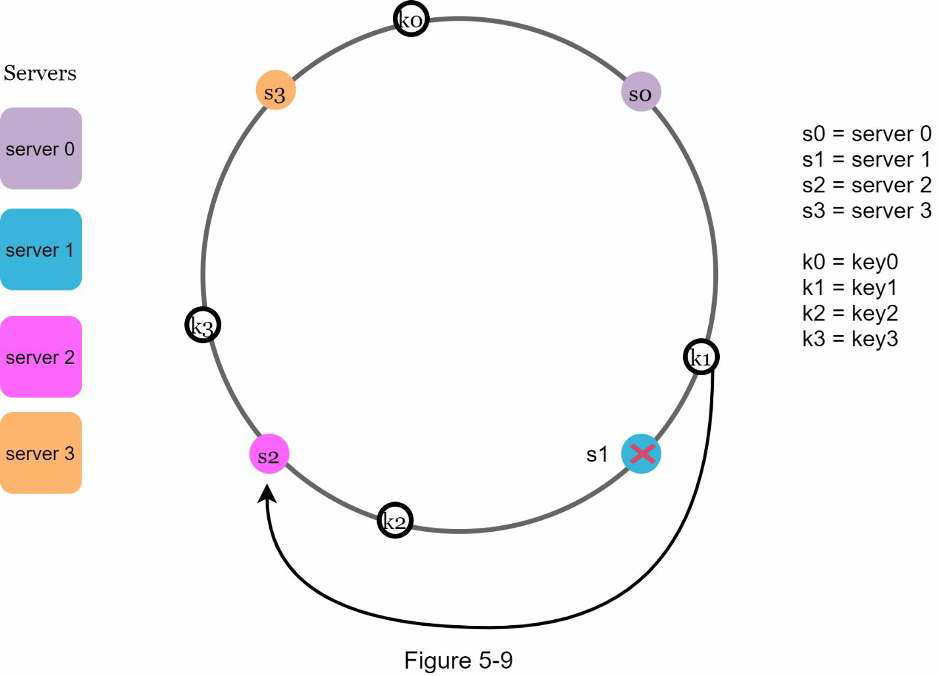 Servers
server 0
server 1
server 2
server 3
k0
s3
s0
k3
k1
s2
s1
k2
s0 = server 0
s1 = server 1
s2 = server 2
s3 = server 3
k0 = key0
k1 = key1
k2 = key2
k3 = key3
Figure 5-9